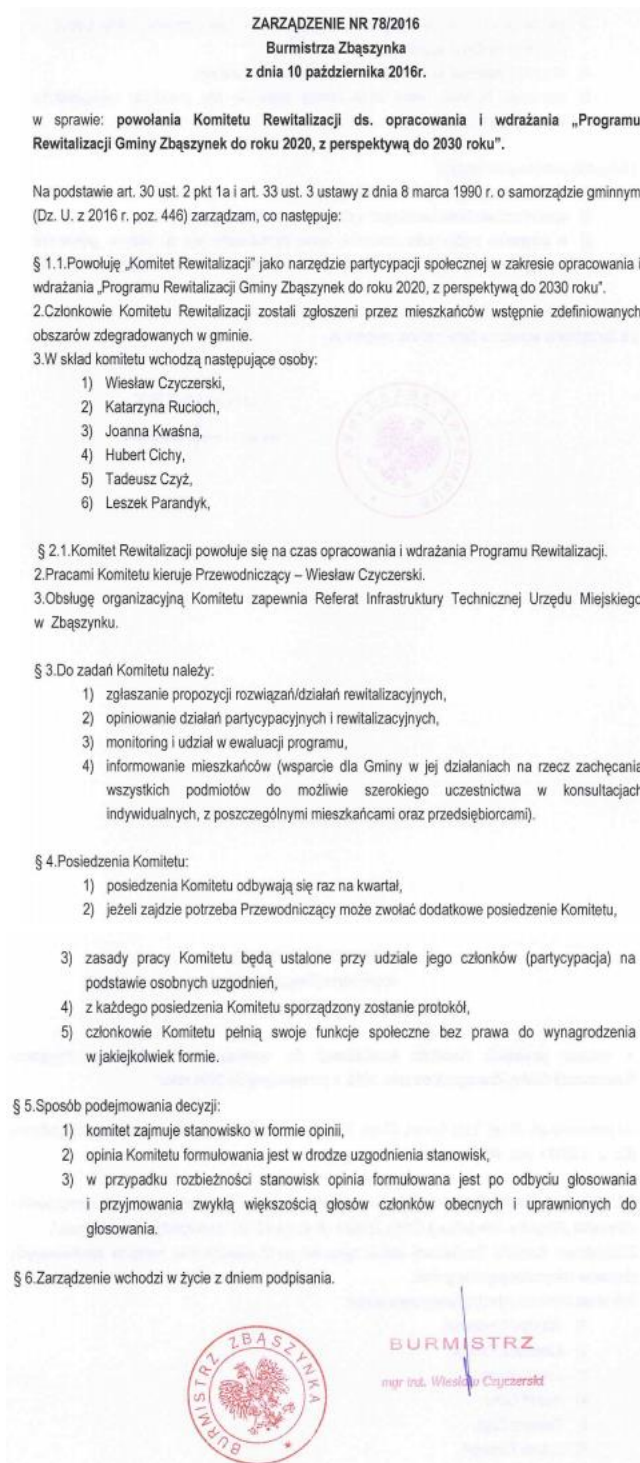 ZARZĄDZENIE NR 78/2016
Burmistrza Zbąszynka
z dnia 10 października 2016r.
w sprawie: powołania Komitetu Rewitalizacji ds. opracowania i wdrażania „Programu
Rewitalizacji Gminy Zbąszynek do roku 2020, z perspektywą do 2030 roku”.
Na podstawie art. 30 ust. 2 pkt 1a i art. 33 ust. 3 ustawy z dnia 8 marca 1990 r. o samorządzie gminnym
(Dz. U. z 2016 r. poz. 446) zarządzam, co następuje:
§ 1.1.Powołuję „Komitet Rewitalizacji” jako narzędzie partycypacji społecznej w zakresie opracowania i
wdrażania „Programu Rewitalizacji Gminy Zbąszynek do roku 2020, z perspektywą do 2030 roku”.
2.Członkowie Komitetu Rewitalizacji zostali zgłoszeni przez mieszkańców wstępnie zdefiniowanych
obszarów zdegradowanych w gminie.
3.W skład komitetu wchodzą następujące osoby:
1) Wiesław Czyczerski,
2) Katarzyna Rucioch,
3) Joanna Kwaśna,
4) Hubert Cichy,
5) Tadeusz Czyż,
6) Leszek Parandyk,
§ 2.1.Komitet Rewitalizacji powołuje się na czas opracowania i wdrażania Programu Rewitalizacji.
2.Pracami Komitetu kieruje Przewodniczący – Wiesław Czyczerski.
3.Obsługę organizacyjną Komitetu zapewnia Referat Infrastruktury Technicznej Urzędu Miejskiego
w Zbąszynku.
§ 3.Do zadań Komitetu należy:
1) zgłaszanie propozycji rozwiązań/działań rewitalizacyjnych,
2) opiniowanie działań partycypacyjnych i rewitalizacyjnych,
3) monitoring i udział w ewaluacji programu,
4) informowanie mieszkańców (wsparcie dla Gminy w jej działaniach na rzecz zachęcania
wszystkich podmiotów do możliwie szerokiego uczestnictwa w konsultacjach
indywidualnych, z poszczególnymi mieszkańcami oraz przedsiębiorcami).
§ 4.Posiedzenia Komitetu:
1) posiedzenia Komitetu odbywają się raz na kwartał,
2) jeżeli zajdzie potrzeba Przewodniczący może zwołać dodatkowe posiedzenie Komitetu,
3) zasady pracy Komitetu będą ustalone przy udziale jego członków (partycypacja) na
podstawie osobnych uzgodnień,
4) z każdego posiedzenia Komitetu sporządzony zostanie protokół,
5) członkowie Komitetu pełnią swoje funkcje społeczne bez prawa do wynagrodzenia
w jakiejkolwiek formie.
§ 5.Sposób podejmowania decyzji:
1) komitet zajmuje stanowisko w formie opinii,
2) opinia Komitetu formułowania jest w drodze uzgodnienia stanowisk,
3) w przypadku rozbieżności stanowisk opinia formułowana jest po odbyciu głosowania
i przyjmowania zwykłą większością głosów członków obecnych i uprawnionych do
głosowania.
§ 6.Zarządzenie wchodzi w życie z dniem podpisania.
BURMISTRZ ZBĄSZYNKA
BURMISTRZ
mgr inż. Wiesław Czyczerski